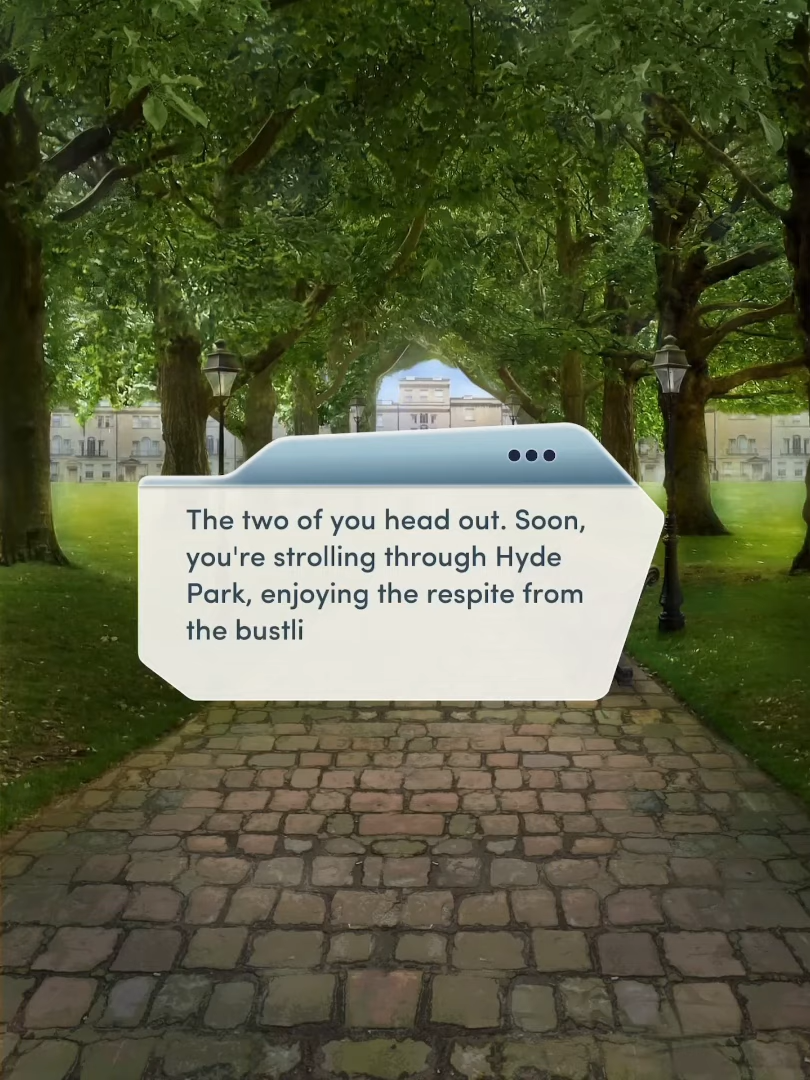 The two of you head out. Soon,
you're strolling through Hyde
Park, enjoying the respite from
the bustli